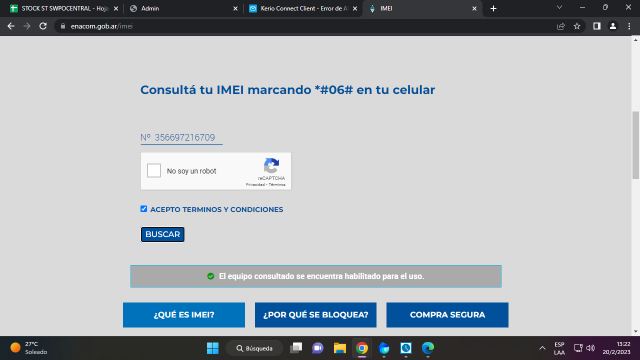 STOCK ST SWPOCENTRAL - Hoja
Admin
Kerio Connect Client - Error de Al
IMEI
enacom.gob.ar/imei
Consultá tu IMEI marcando *#06# en tu celular
Nº 356697216709
No soy un robot
reCAPTCHA
Privacidad - Términos
ACEPTO TERMINOS Y CONDICIONES
BUSCAR
El equipo consultado se encuentra habilitado para el uso.
¿QUÉ ES IMEI?
¿POR QUÉ SE BLOQUEA?
COMPRA SEGURA
27°C
Soleado
Búsqueda
ESP
LAA
13:22
20/2/2023